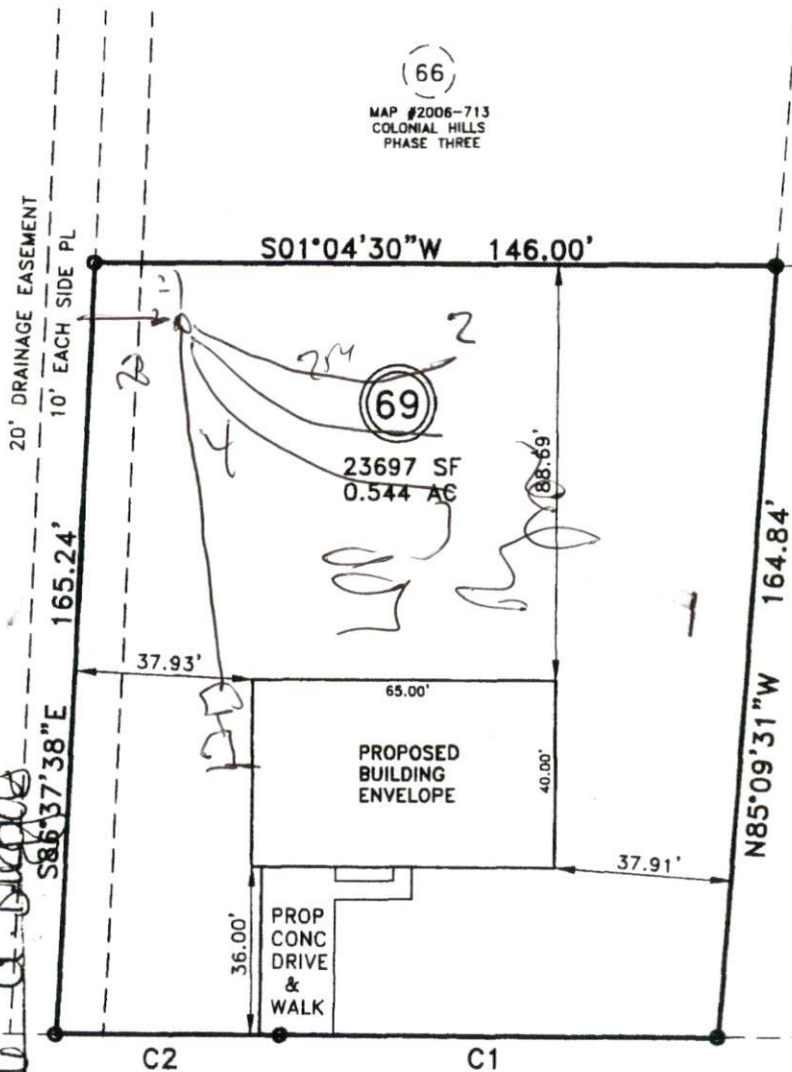 66
MAP #2006-713
COLONIAL HILLS
PHASE THREE
20' DRAINAGE EASEMENT
10' EACH SIDE PL
S01°04'30"W 146.00'
2
25'
20
4
69
23697 SF
0.544 AC
88.69'
165.24'
164.84'
37.93'
65.00'
S86°37'38"E
N85°09'31"W
PROPOSED
BUILDING
ENVELOPE
40.00'
37.91'
36.00'
PROP
CONC
DRIVE
&
WALK
C2
C1